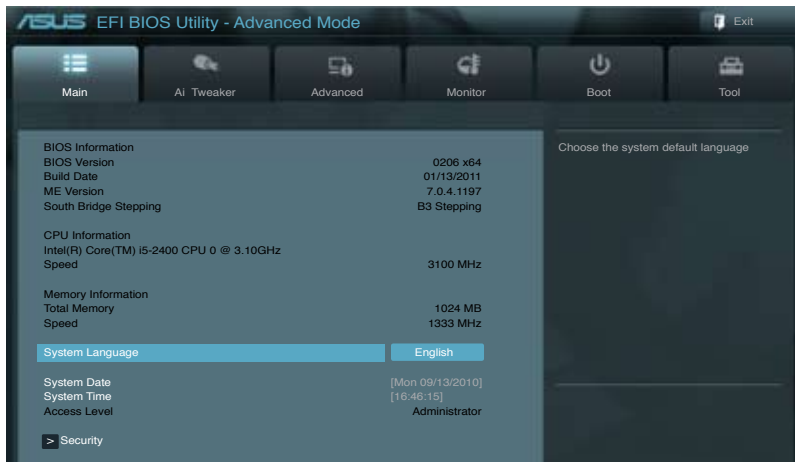 ASUS EFI BIOS Utility - Advanced Mode Exit
Main Ai Tweaker Advanced Monitor Boot Tool
Choose the system default language
BIOS Information
BIOS Version 0206 x64
Build Date 01/13/2011
ME Version 7.0.4.1197
South Bridge Stepping B3 Stepping
CPU Information
Intel(R) Core(TM) i5-2400 CPU 0 @ 3.10GHz
Speed 3100 MHz
Memory Information
Total Memory 1024 MB
Speed 1333 MHz
System Language English
System Date [Mon 09/13/2010]
System Time [16:46:15]
Access Level Administrator
> Security